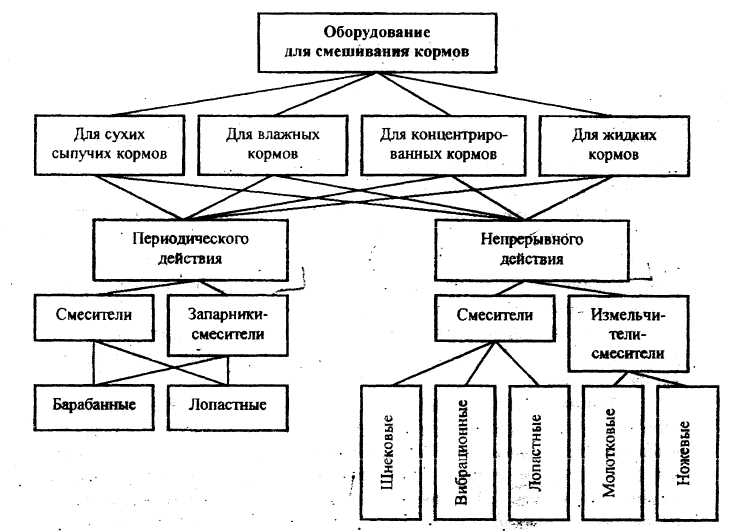 Оборудование
для смешивания кормов
Для сухих
сыпучих кормов
Для влажных
кормов
Для концентриро-
ванных кормов
Для жидких
кормов
Периодического
действия
Непрерывного
действия
Смесители
Запарники-
смесители
Смесители
Измельчи-
тели-
смесители
Барабанные
Лопастные
Шнековые
Вибрационные
Лопастные
Молотковые
Ножевые